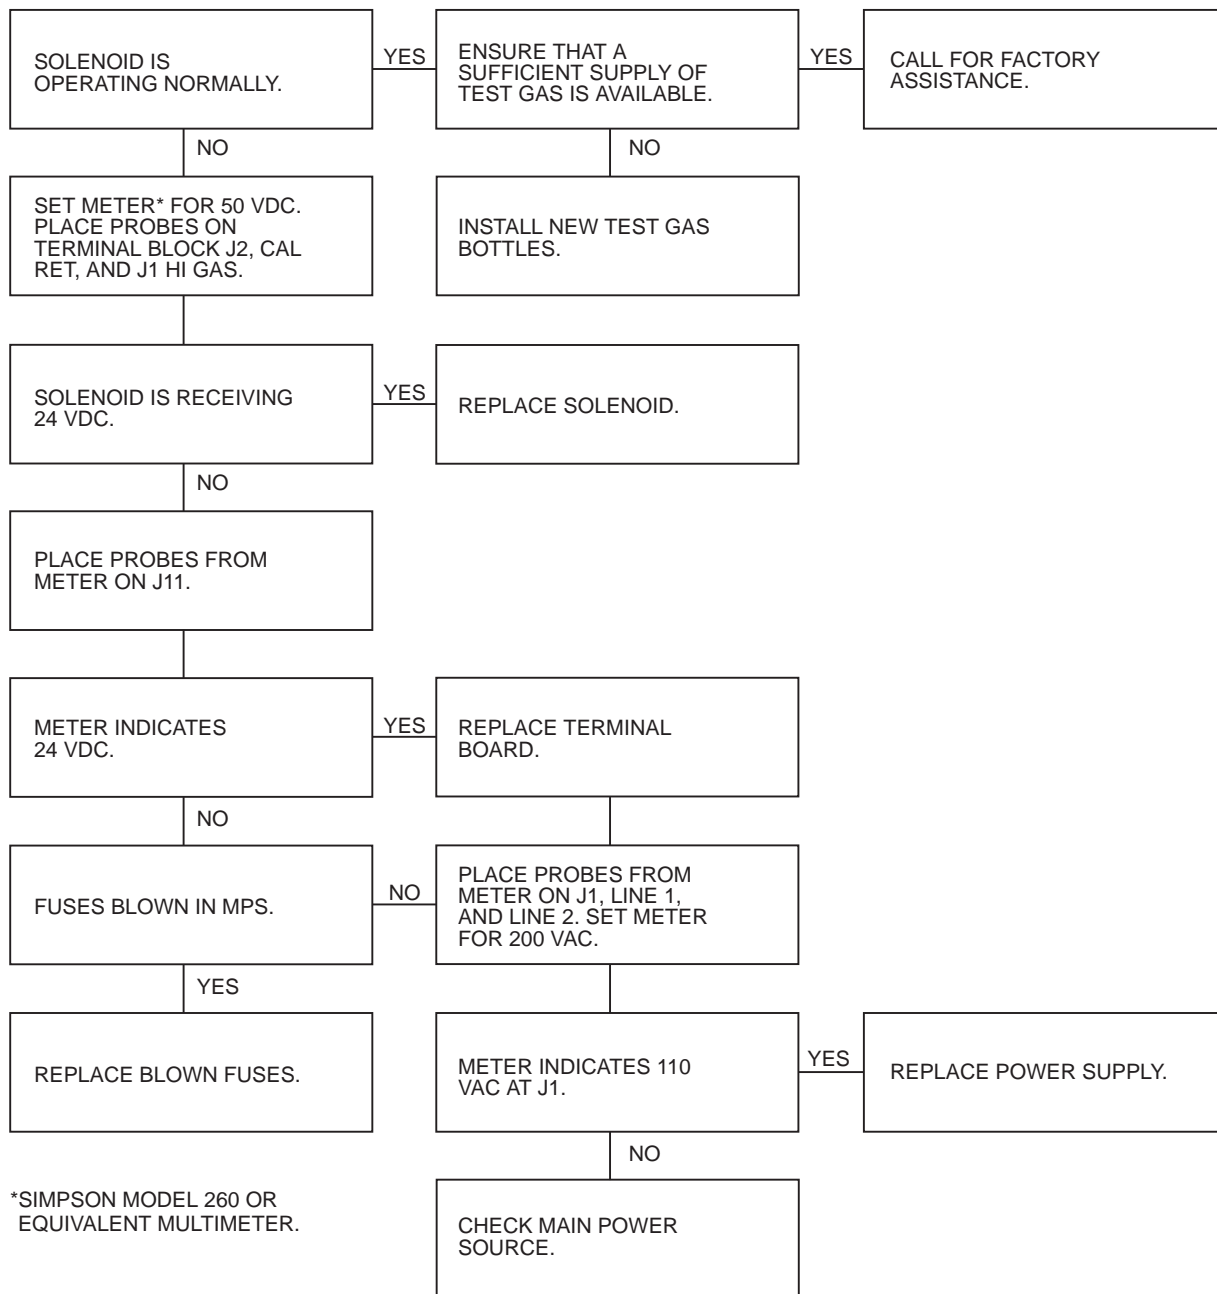 SOLENOID IS
OPERATING NORMALLY.
YES
ENSURE THAT A
SUFFICIENT SUPPLY OF
TEST GAS IS AVAILABLE.
YES
CALL FOR FACTORY
ASSISTANCE.
NO
NO
SET METER* FOR 50 VDC.
PLACE PROBES ON
TERMINAL BLOCK J2, CAL
RET, AND J1 HI GAS.
INSTALL NEW TEST GAS
BOTTLES.
SOLENOID IS RECEIVING
24 VDC.
YES
REPLACE SOLENOID.
NO
PLACE PROBES FROM
METER ON J11.
METER INDICATES
24 VDC.
YES
REPLACE TERMINAL
BOARD.
NO
FUSES BLOWN IN MPS.
NO
PLACE PROBES FROM
METER ON J1, LINE 1,
AND LINE 2. SET METER
FOR 200 VAC.
YES
REPLACE BLOWN FUSES.
METER INDICATES 110
VAC AT J1.
YES
REPLACE POWER SUPPLY.
NO
*SIMPSON MODEL 260 OR
EQUIVALENT MULTIMETER.
CHECK MAIN POWER
SOURCE.